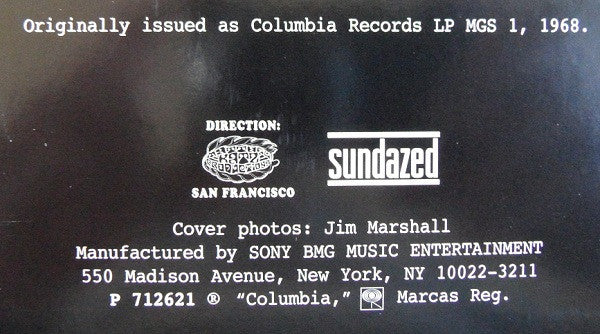 Originally issued as Columbia Records LP MGS 1, 1968.
DIRECTION:
SAN FRANCISCO
sundazed
Cover photos: Jim Marshall
Manufactured by SONY BMG MUSIC ENTERTAINMENT
550 Madison Avenue, New York, NY 10022-3211
P 712621 ® "Columbia," Marcas Reg.